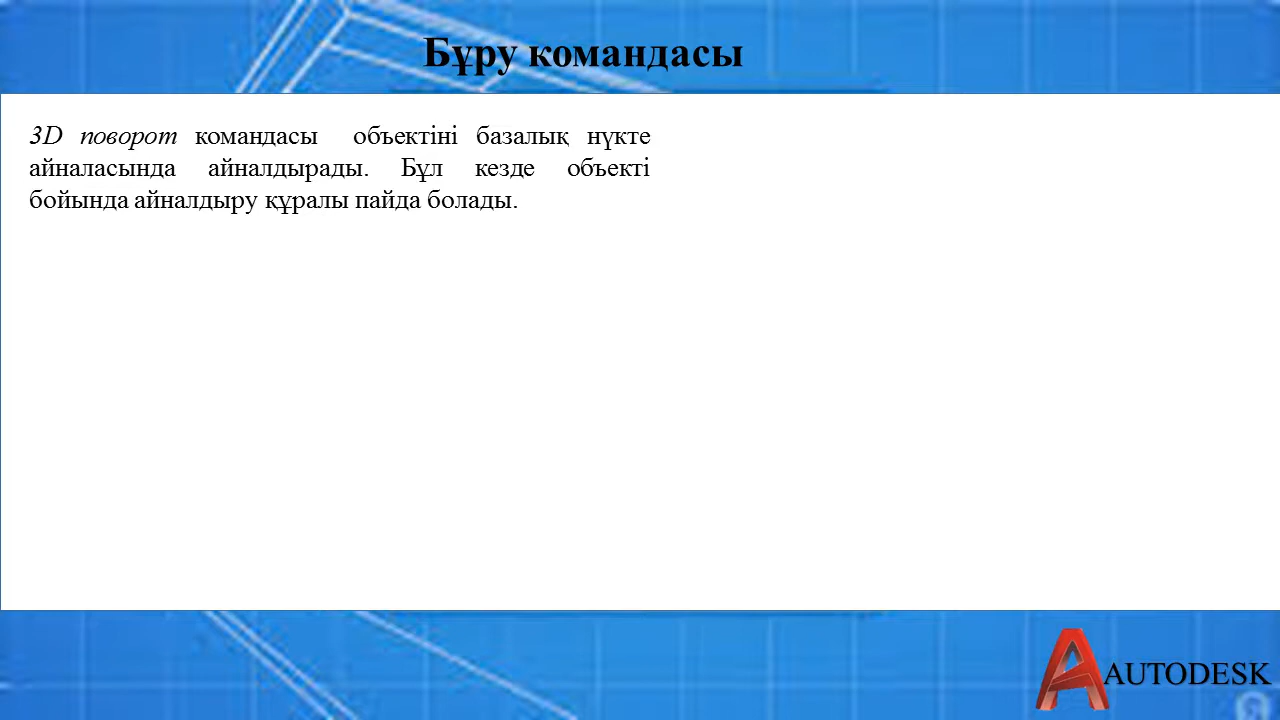 Бұру командасы
3D поворот командасы объектіні базалық нүкте
айналасында айналдырады. Бұл кезде объекті
бойында айналдыру құралы пайда болады.
AUTODESK